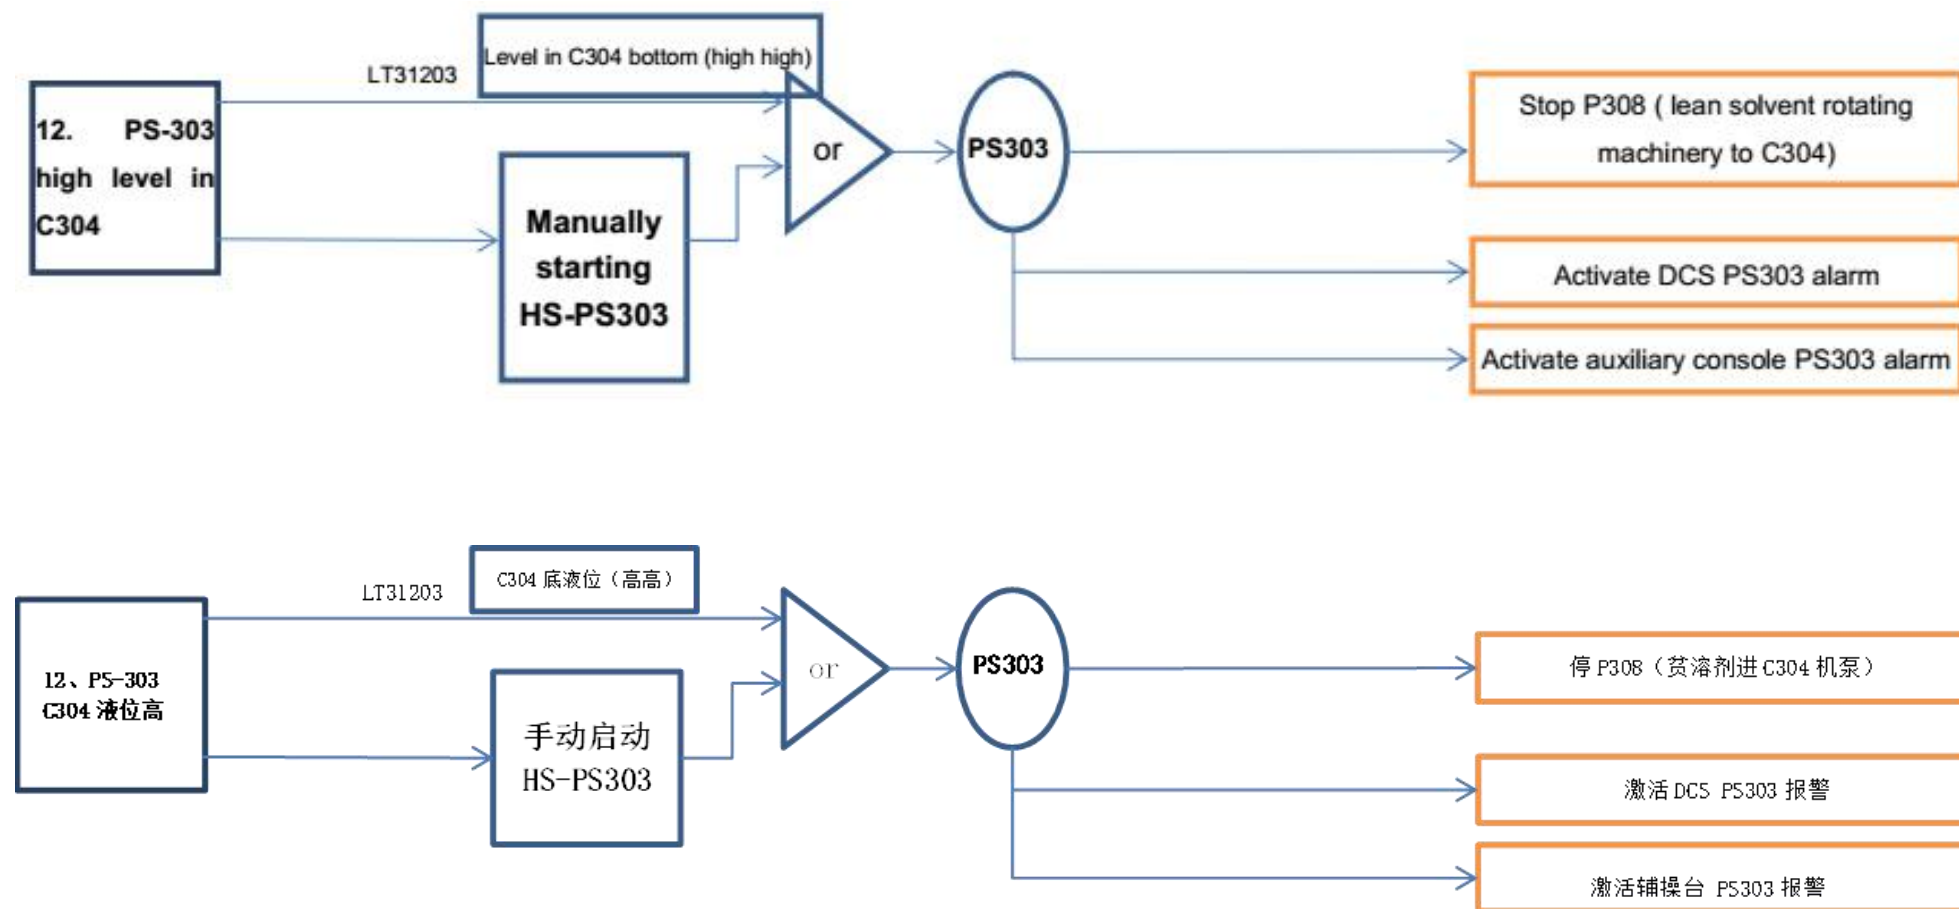 Level in C304 bottom (high high)
LT31203
12. PS-303
high level in
C304
Manually
starting
HS-PS303
or
PS303
Stop P308 ( lean solvent rotating
machinery to C304)
Activate DCS PS303 alarm
Activate auxiliary console PS303 alarm
C304 底液位（高高）
LT31203
12、PS-303
C304 液位高
手动启动
HS-PS303
or
PS303
停 P308（贫溶剂进 C304 机泵）
激活 DCS PS303 报警
激活辅操台 PS303 报警